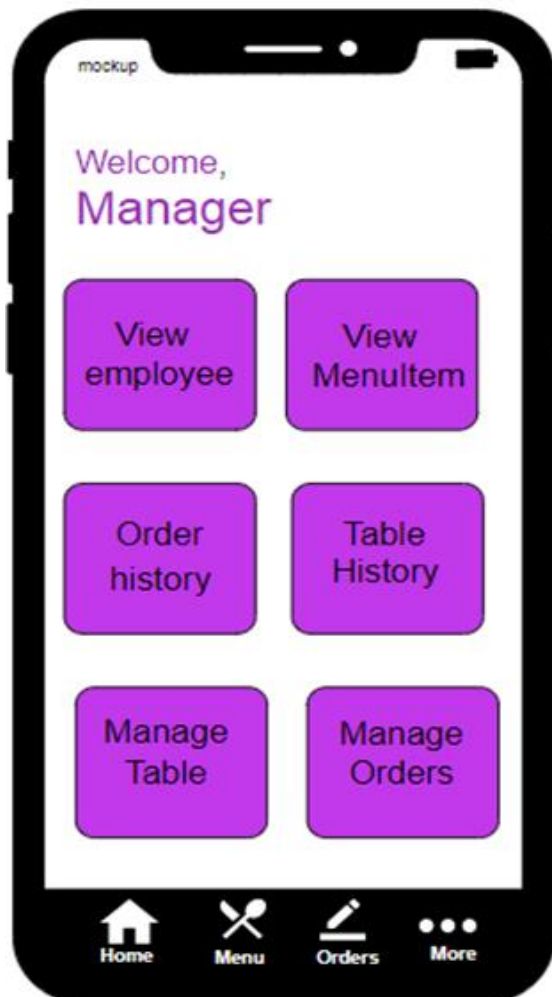 mockup
Welcome,
Manager
View
employee
View
MenuItem
Order
history
Table
History
Manage
Table
Manage
Orders
Home
Menu
Orders
More